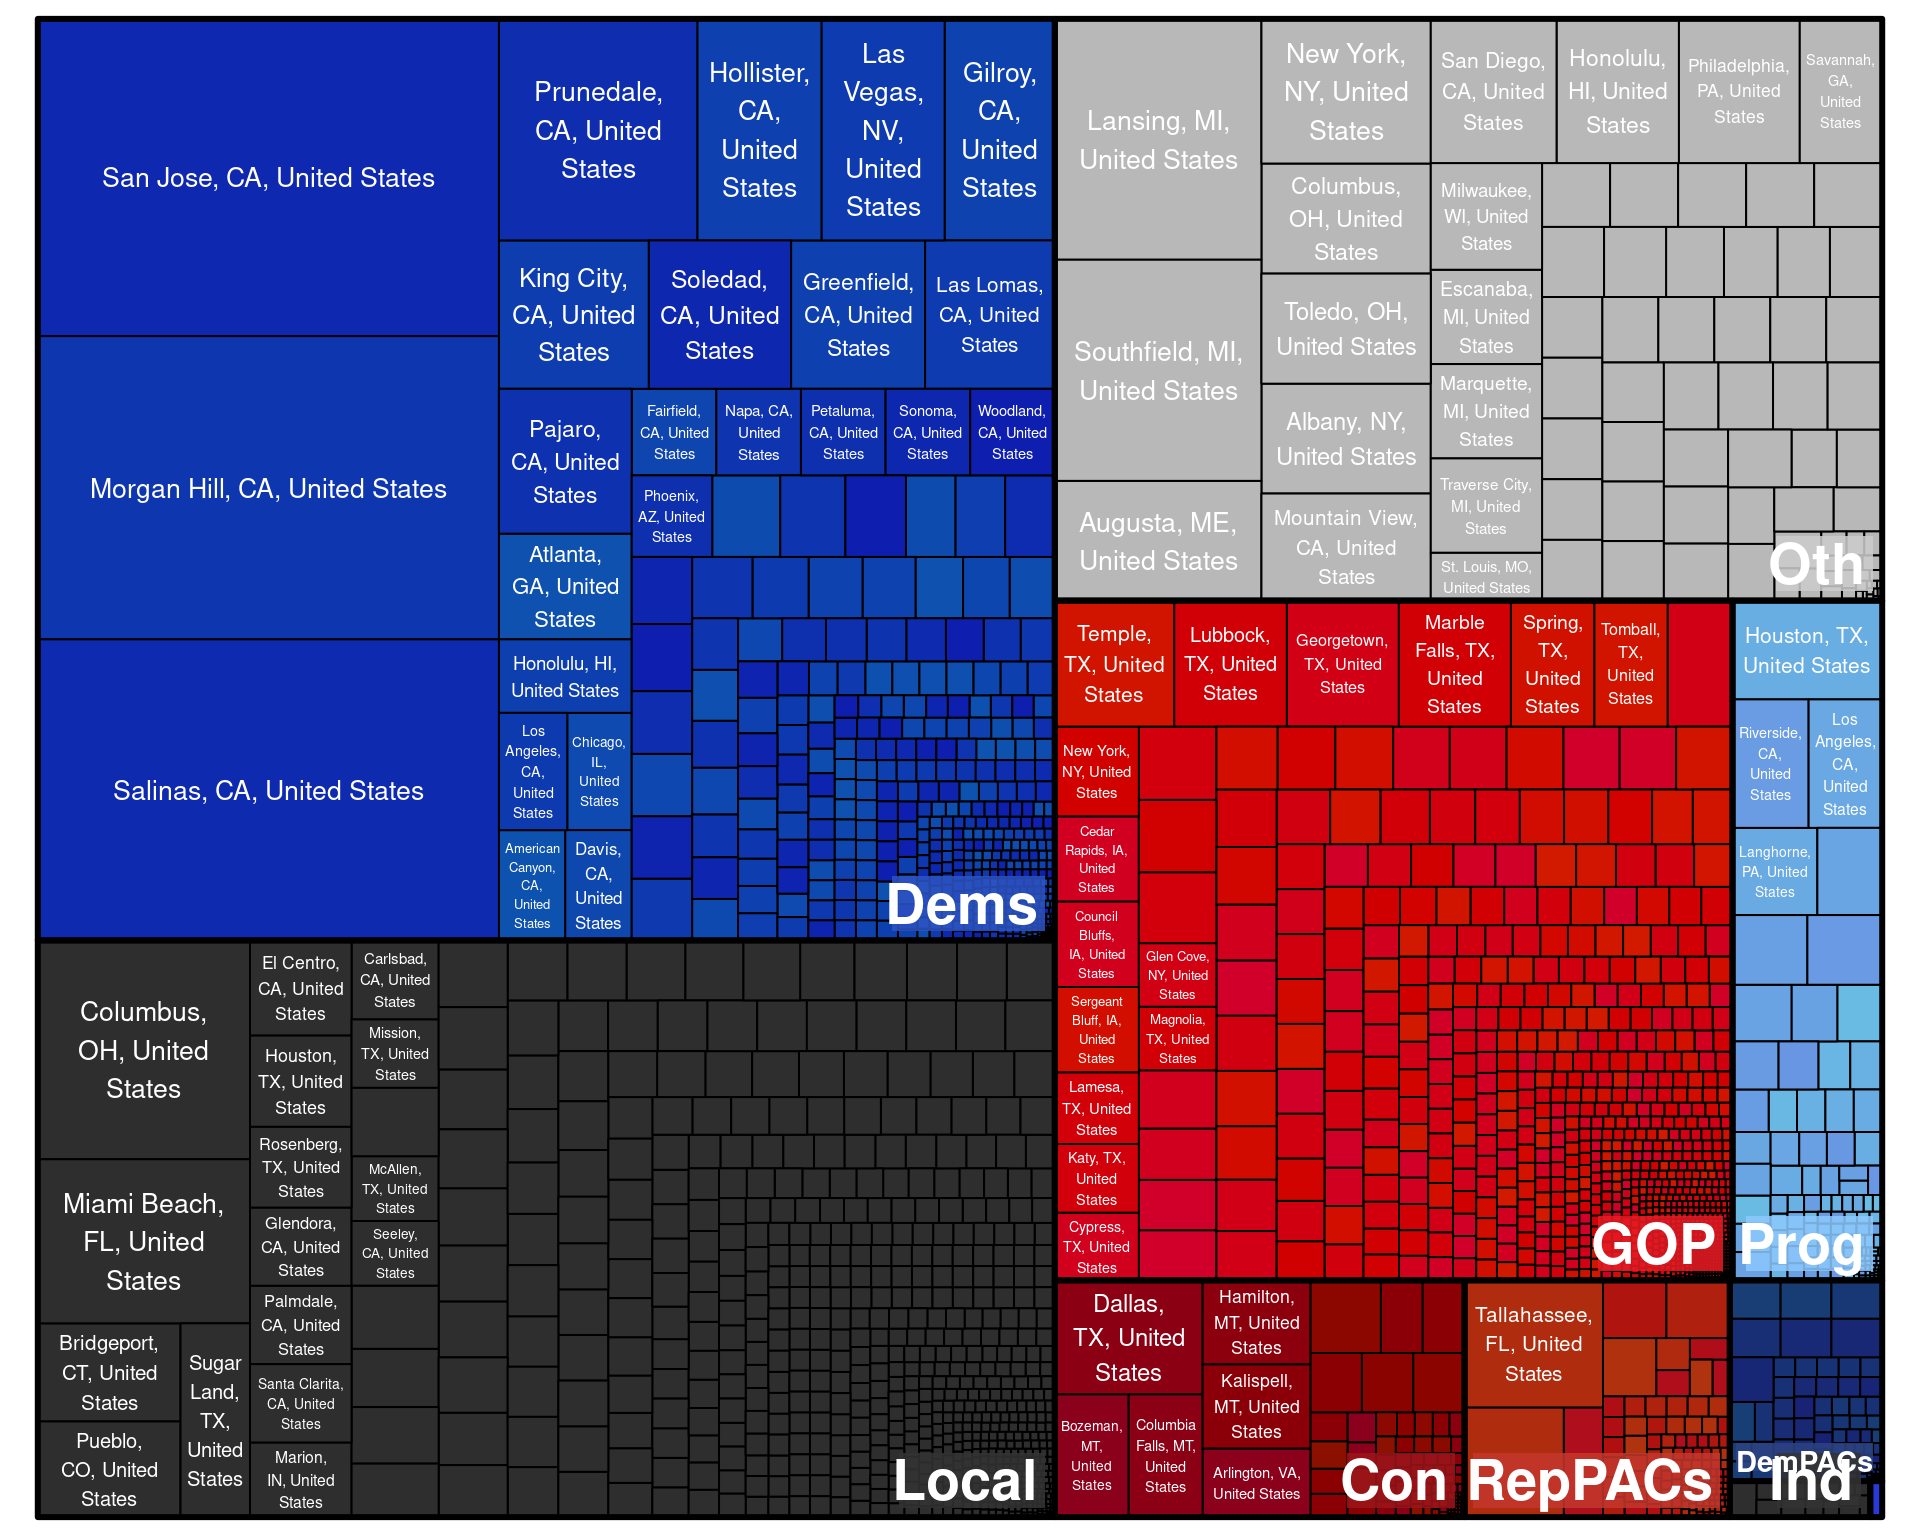 San Jose, CA, United States
Morgan Hill, CA, United States
Salinas, CA, United States
Prunedale,
CA, United
States
Hollister,
CA,
United
States
Las
Vegas,
NV,
United
States
Gilroy,
CA,
United
States
King City,
CA, United
States
Soledad,
CA, United
States
Greenfield,
CA, United
States
Las Lomas,
CA, United
States
Pajaro,
CA, United
States
Fairfield,
CA, United
States
Napa, CA,
United
States
Petaluma,
CA, United
States
Sonoma,
CA, United
States
Woodland,
CA, United
States
Phoenix,
AZ, United
States
Atlanta,
GA, United
States
Honolulu, HI,
United States
Los
Angeles,
CA,
United
States
Chicago,
IL,
United
States
American
Canyon,
CA,
United
States
Davis,
CA,
United
States
Dems
Lansing, MI,
United States
Southfield, MI,
United States
Augusta, ME,
United States
New York,
NY, United
States
Columbus,
OH, United
States
Toledo, OH,
United States
Albany, NY,
United States
Mountain View,
CA, United
States
San Diego,
CA, United
States
Honolulu,
HI, United
States
Philadelphia,
PA, United
States
Savannah,
GA,
United
States
Milwaukee,
WI, United
States
Escanaba,
MI, United
States
Marquette,
MI, United
States
Traverse City,
MI, United
States
St. Louis, MO,
United States
Oth
Columbus,
OH, United
States
Miami Beach,
FL, United
States
Bridgeport,
CT, United
States
Pueblo,
CO, United
States
Sugar
Land,
TX,
United
States
El Centro,
CA, United
States
Houston,
TX, United
States
Rosenberg,
TX, United
States
Glendora,
CA, United
States
Palmdale,
CA, United
States
Santa Clarita,
CA, United
States
Marion,
IN, United
States
Carlsbad,
CA, United
States
Mission,
TX, United
States
McAllen,
TX, United
States
Seeley,
CA, United
States
Local
Temple,
TX, United
States
Lubbock,
TX, United
States
Georgetown,
TX, United
States
Marble
Falls, TX,
United
States
Spring,
TX,
United
States
Tomball,
TX,
United
States
New York,
NY, United
States
Cedar
Rapids, IA,
United
States
Council
Bluffs,
IA, United
States
Sergeant
Bluff, IA,
United
States
Lamesa,
TX, United
States
Katy, TX,
United
States
Cypress,
TX, United
States
Glen Cove,
NY, United
States
Magnolia,
TX, United
States
GOP
Houston, TX,
United States
Riverside,
CA,
United
States
Los
Angeles,
CA,
United
States
Langhorne,
PA, United
States
Prog
Dallas,
TX, United
States
Bozeman,
MT,
United
States
Columbia
Falls, MT,
United
States
Hamilton,
MT, United
States
Kalispell,
MT, United
States
Arlington, VA,
United States
Con
Tallahassee,
FL, United
States
RepPACs
DemPACs
Ind